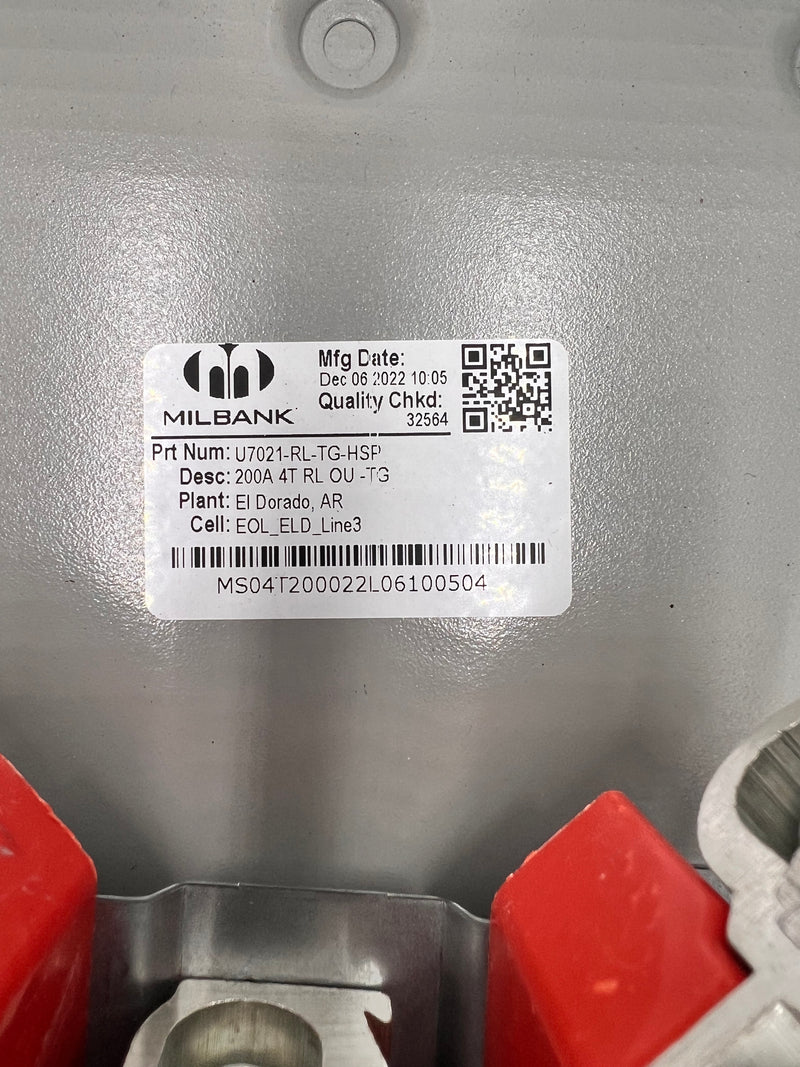 MILBANK
Mfg Date:
Dec 06 2022 10:05
Quality Chkd:
32564
Prt Num: U7021-RL-TG-HSP
Desc: 200A 4T RL OU -TG
Plant: El Dorado, AR
Cell: EOL_ELD_Line3
MS04T200022L06100504